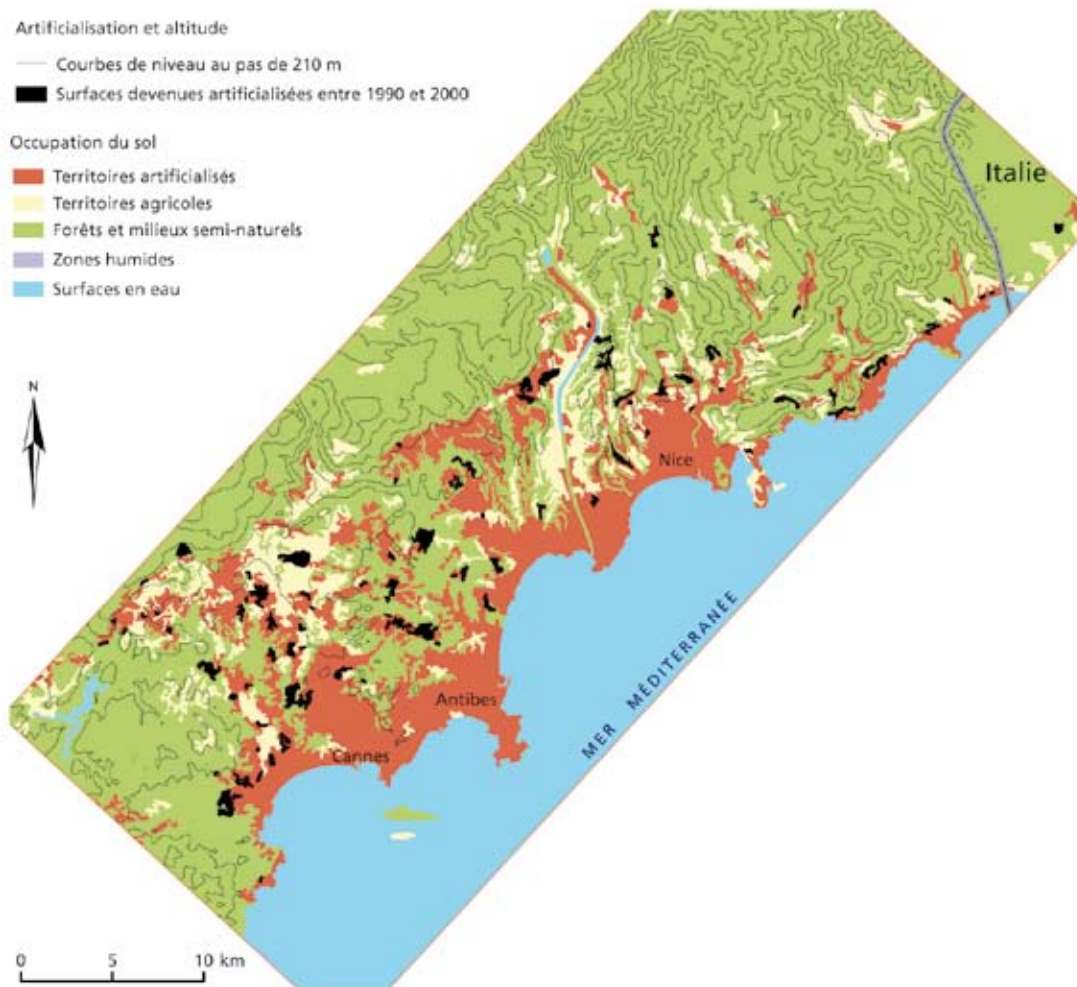 Artificialisation et altitude
Courbes de niveau au pas de 210 m
Surfaces devenues artificialisées entre 1990 et 2000
Occupation du sol
Territoires artificialisés
Territoires agricoles
Forêts et milieux semi-naturels
Zones humides
Surfaces en eau
Italie
N
Nice
MER MÉDITERRANÉE
Antibes
Cannes
0 5 10 km